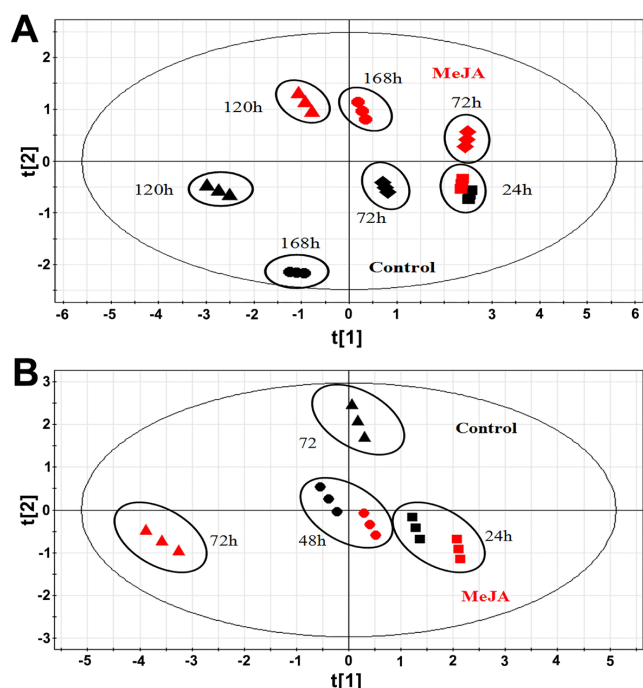 A
MeJA
168h
120h
72h
t[2]
2
1
0
-1
-2
120h
72h
24h
168h
Control
-6 -5 -4 -3 -2 -1 0 1 2 3 4 5 6
t[1]
B
3
2
1
0
-1
-2
-3
t[2]
Control
72
72h
48h
24h
MeJA
-5 -4 -3 -2 -1 0 1 2 3 4 5
t[1]